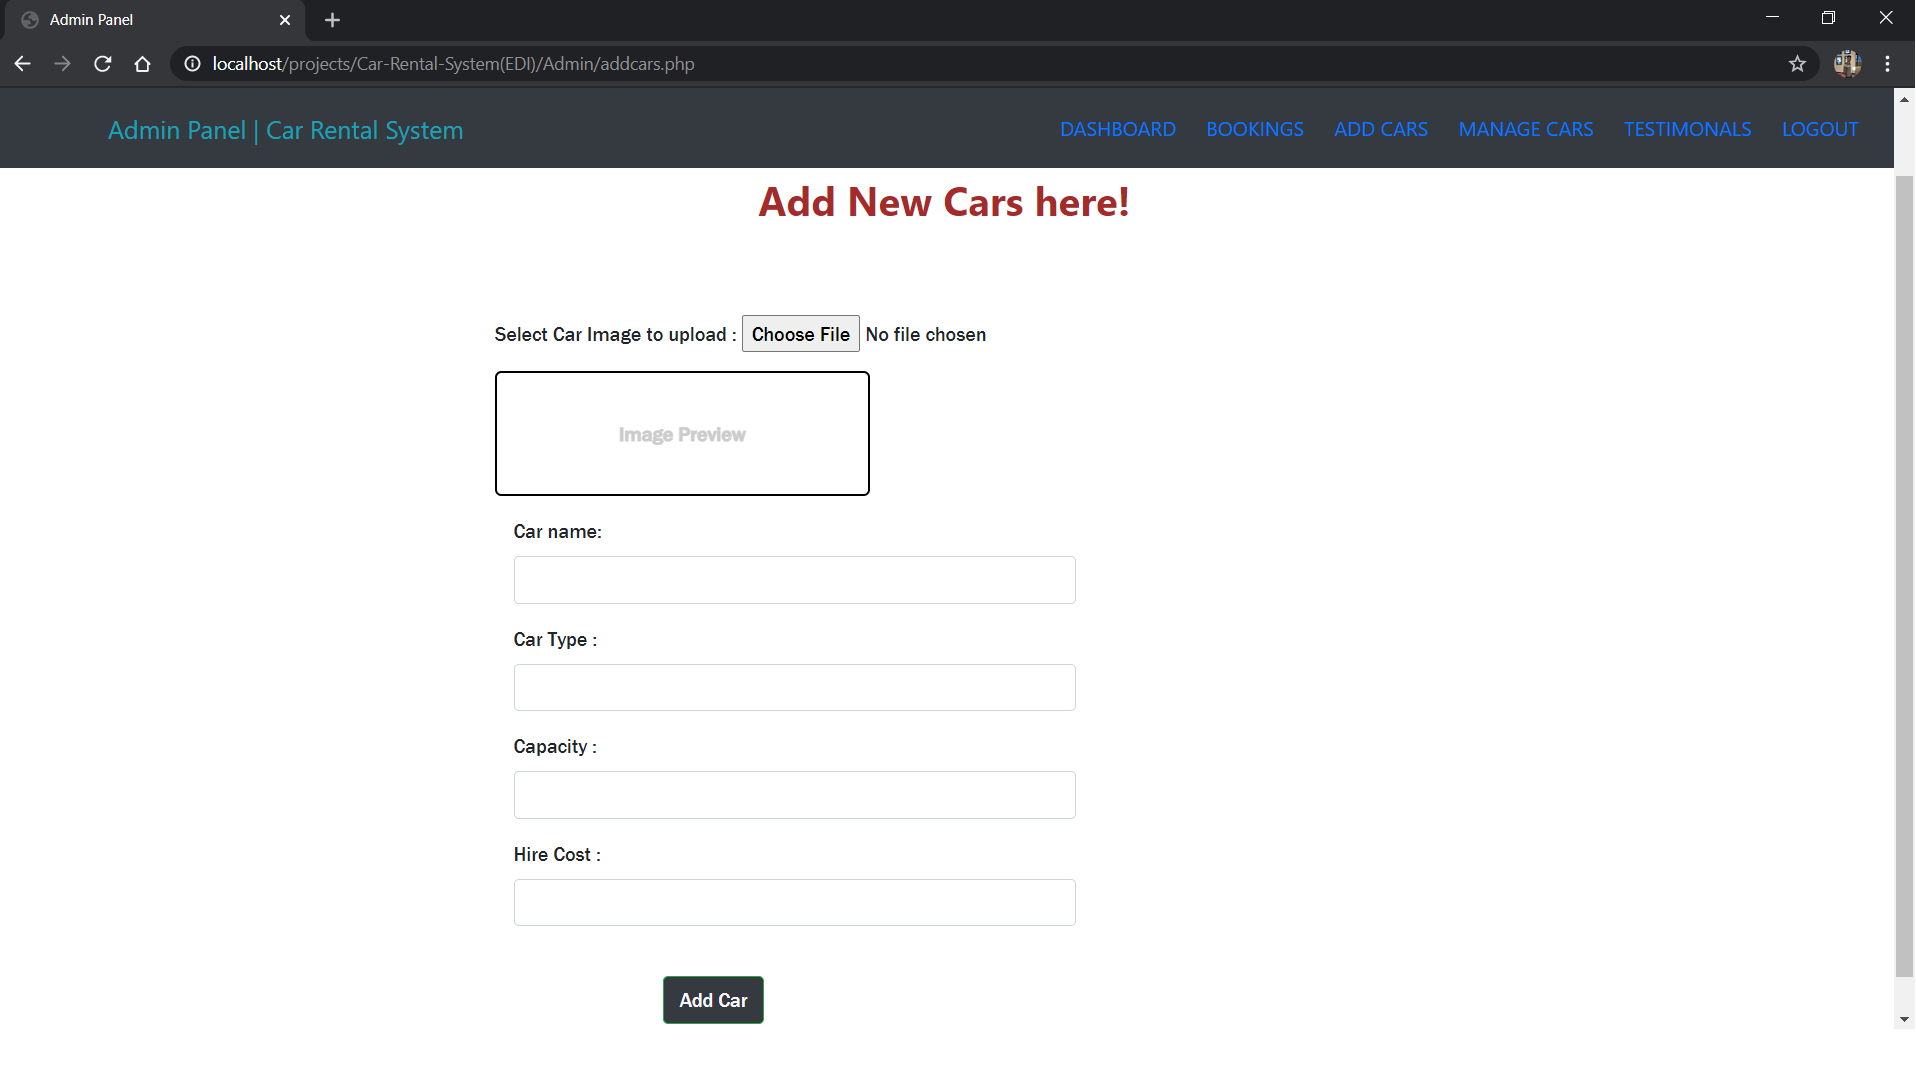 Admin Panel
localhost/projects/Car-Rental-System(EDI)/Admin/addcars.php
Admin Panel | Car Rental System DASHBOARD BOOKINGS ADD CARS MANAGE CARS TESTIMONALS LOGOUT
Add New Cars here!
Select Car Image to upload : Choose File No file chosen
Image Preview
Car name:
Car Type :
Capacity :
Hire Cost :
Add Car